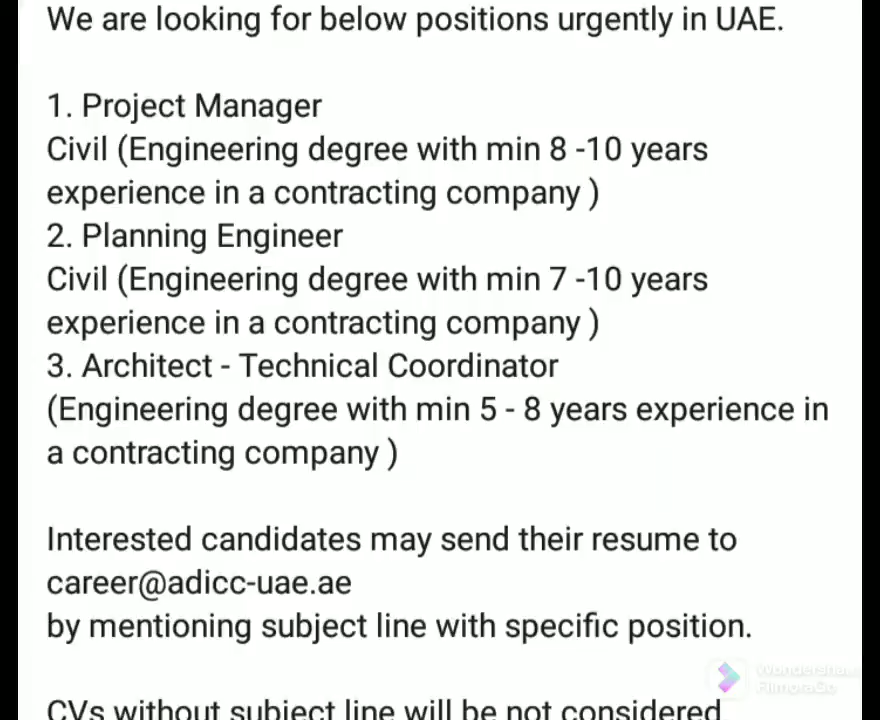 We are looking for below positions urgently in UAE.
1. Project Manager
Civil (Engineering degree with min 8 -10 years
experience in a contracting company )
2. Planning Engineer
Civil (Engineering degree with min 7 -10 years
experience in a contracting company )
3. Architect - Technical Coordinator
(Engineering degree with min 5 - 8 years experience in
a contracting company )
Interested candidates may send their resume to
career@adicc-uae.ae
by mentioning subject line with specific position.
Wondersha...
FilmoraGo
CVs without subject line will be not considered